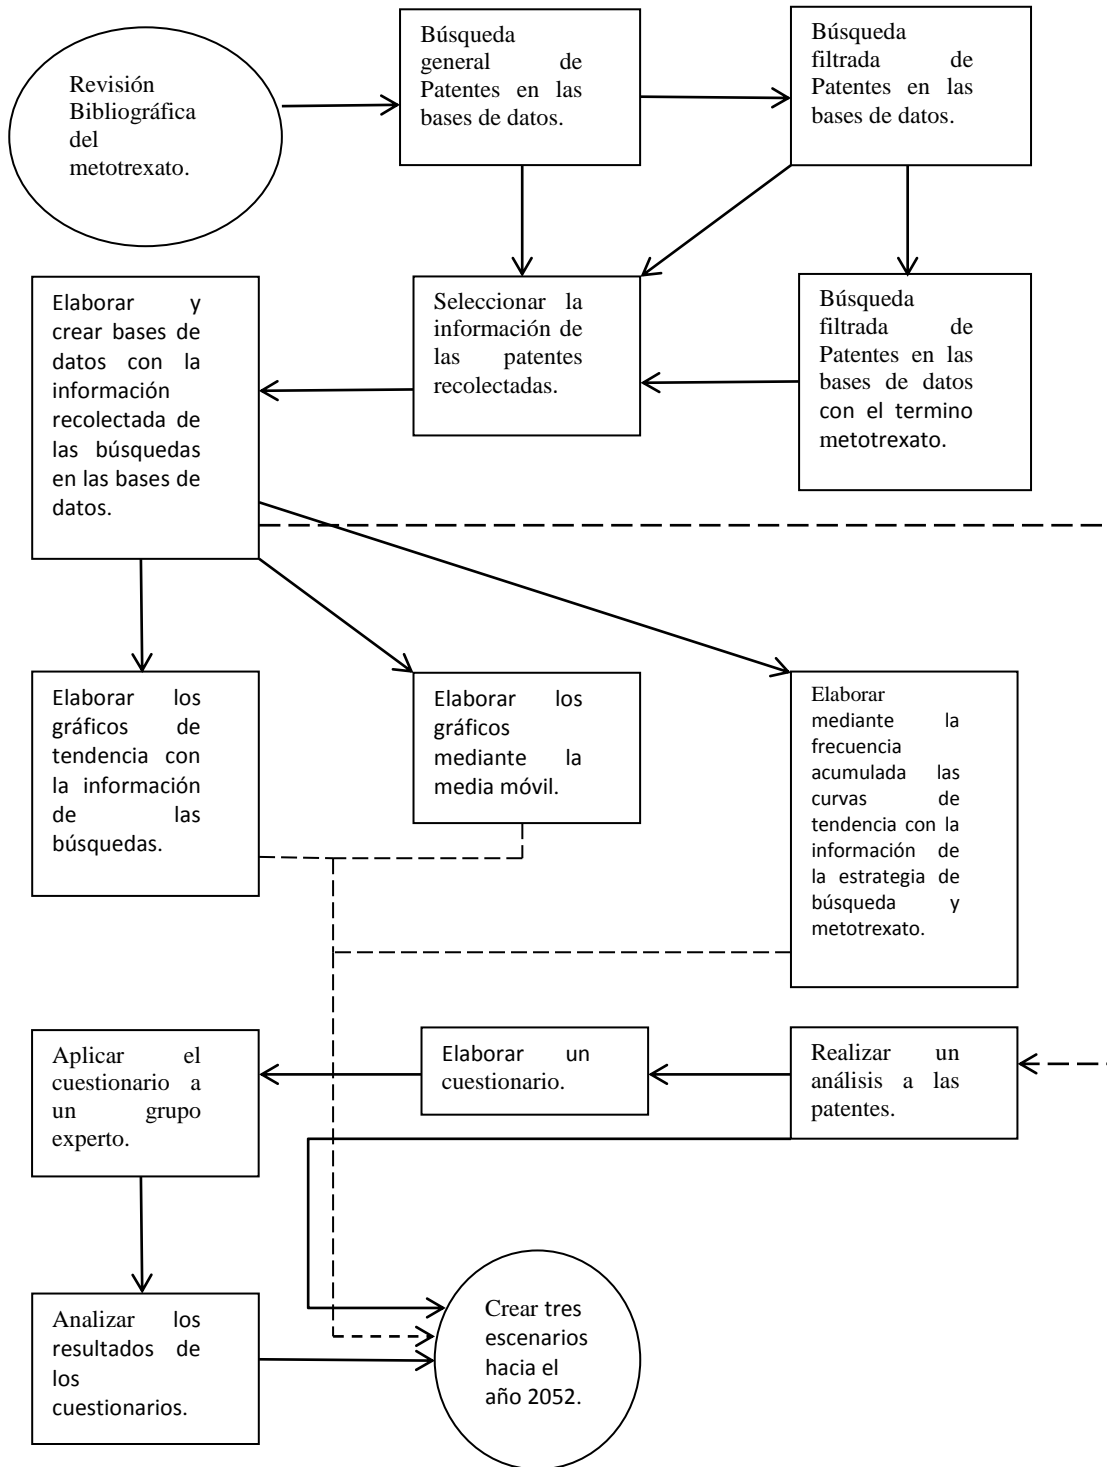 Revisión
Bibliográfica
del
metotrexato.
Búsqueda
general de
Patentes en las
bases de datos.
Búsqueda
filtrada de
Patentes en las
bases de datos.
Elaborar y
crear bases de
datos con la
información
recolectada de
las búsquedas
en las bases de
datos.
Seleccionar la
información de
las patentes
recolectadas.
Búsqueda
filtrada de
Patentes en las
bases de datos
con el termino
metotrexato.
Elaborar los
gráficos de
tendencia con
la información
de las
búsquedas.
Elaborar los
gráficos
mediante la
media móvil.
Elaborar
mediante la
frecuencia
acumulada las
curvas de
tendencia con la
información de
la estrategia de
búsqueda y
metotrexato.
Aplicar el
cuestionario a
un grupo
experto.
Elaborar un
cuestionario.
Realizar un
análisis a las
patentes.
Analizar los
resultados de
los
cuestionarios.
Crear tres
escenarios
hacia el
año 2052.